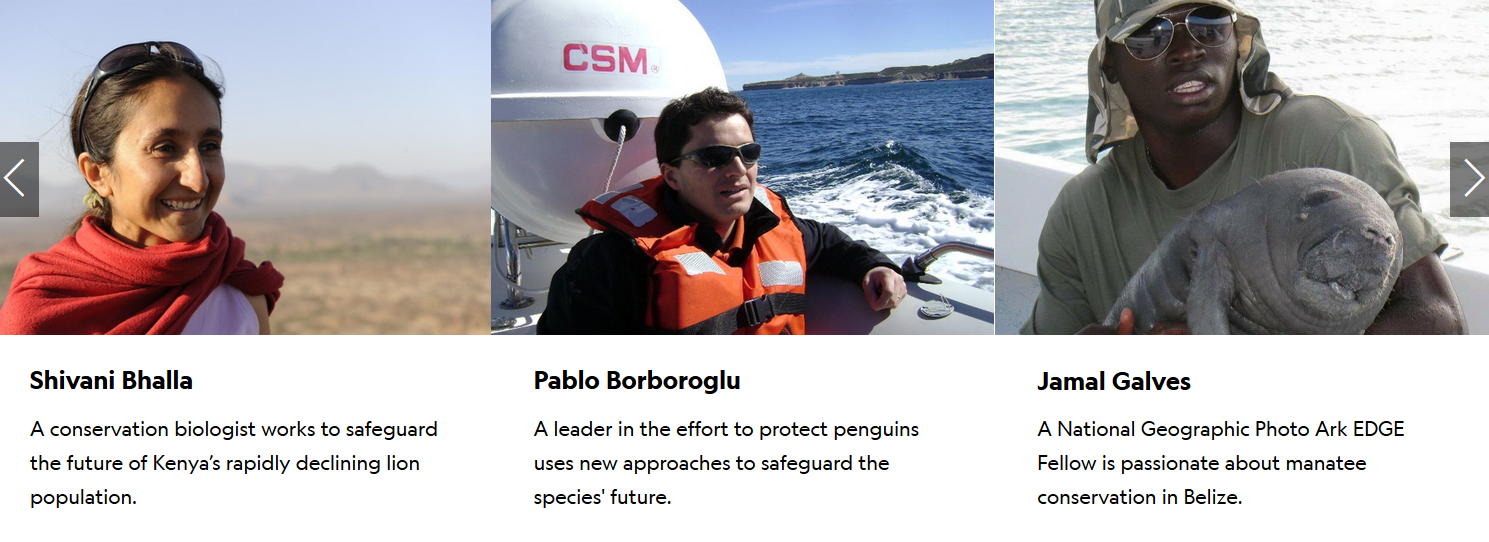 CSM®
Shivani Bhalla
A conservation biologist works to safeguard
the future of Kenya’s rapidly declining lion
population.
Pablo Borboroglu
A leader in the effort to protect penguins
uses new approaches to safeguard the
species' future.
Jamal Galves
A National Geographic Photo Ark EDGE
Fellow is passionate about manatee
conservation in Belize.